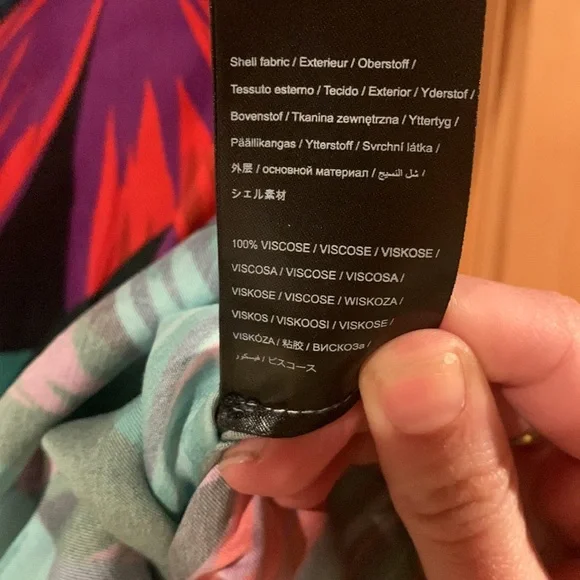 Shell fabric / Exterieur / Oberstoff /
Tessuto esterno / Tecido / Exterior / Yderstof /
Bovenstof / Tkanina zewnętrzna / Yttertyg /
Päällikangas / Ytterstoff / Svrchní látka /
外层 / основной материал / شل النسيج /
シェル素材
100% VISCOSE / VISCOSE / VISKOSE /
VISCOSA / VISCOSE / VISCOSA /
VISKOSE / VISCOSE / WISKOZA /
VISKOS / VISKOOSI / VISKOSE /
VISKÓZA / 粘胶 / ВИСКОЗа /
/ ビスコース